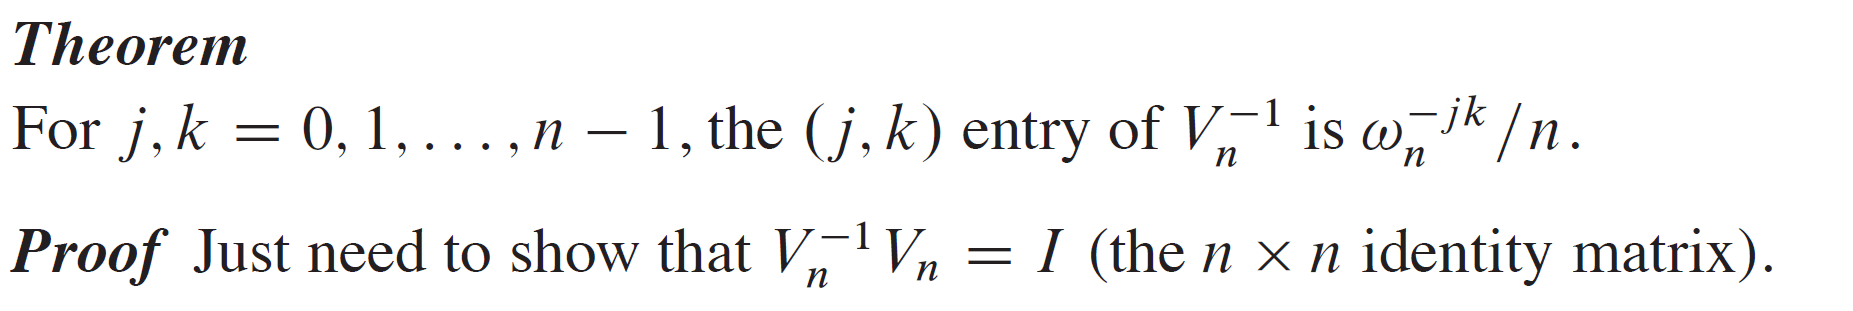 Theorem
For j, k = 0, 1, . . . , n − 1, the (j, k) entry of V_n^{−1} is ω_n^{−jk}/n.
Proof Just need to show that V_n^{−1} V_n = I (the n × n identity matrix).